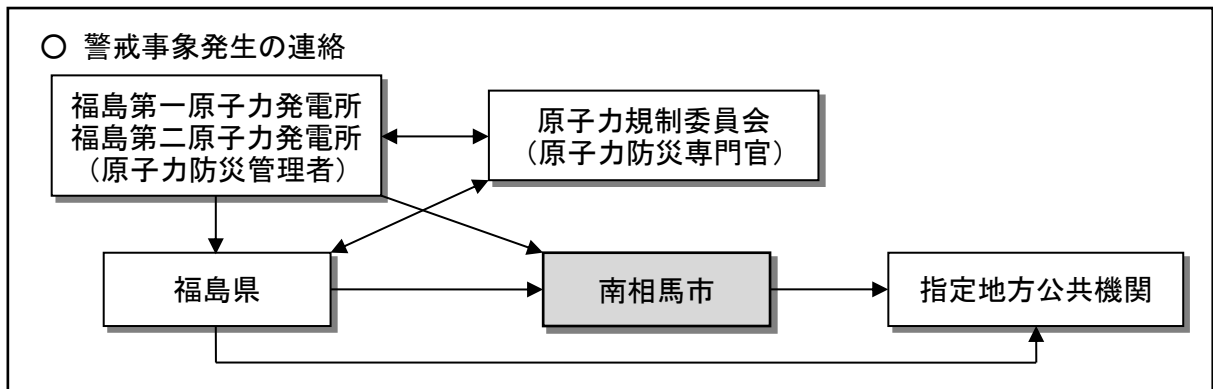 ○ 警戒事象発生の連絡
福島第一原子力発電所
福島第二原子力発電所
（原子力防災管理者）
原子力規制委員会
（原子力防災専門官）
福島県
南相馬市
指定地方公共機関